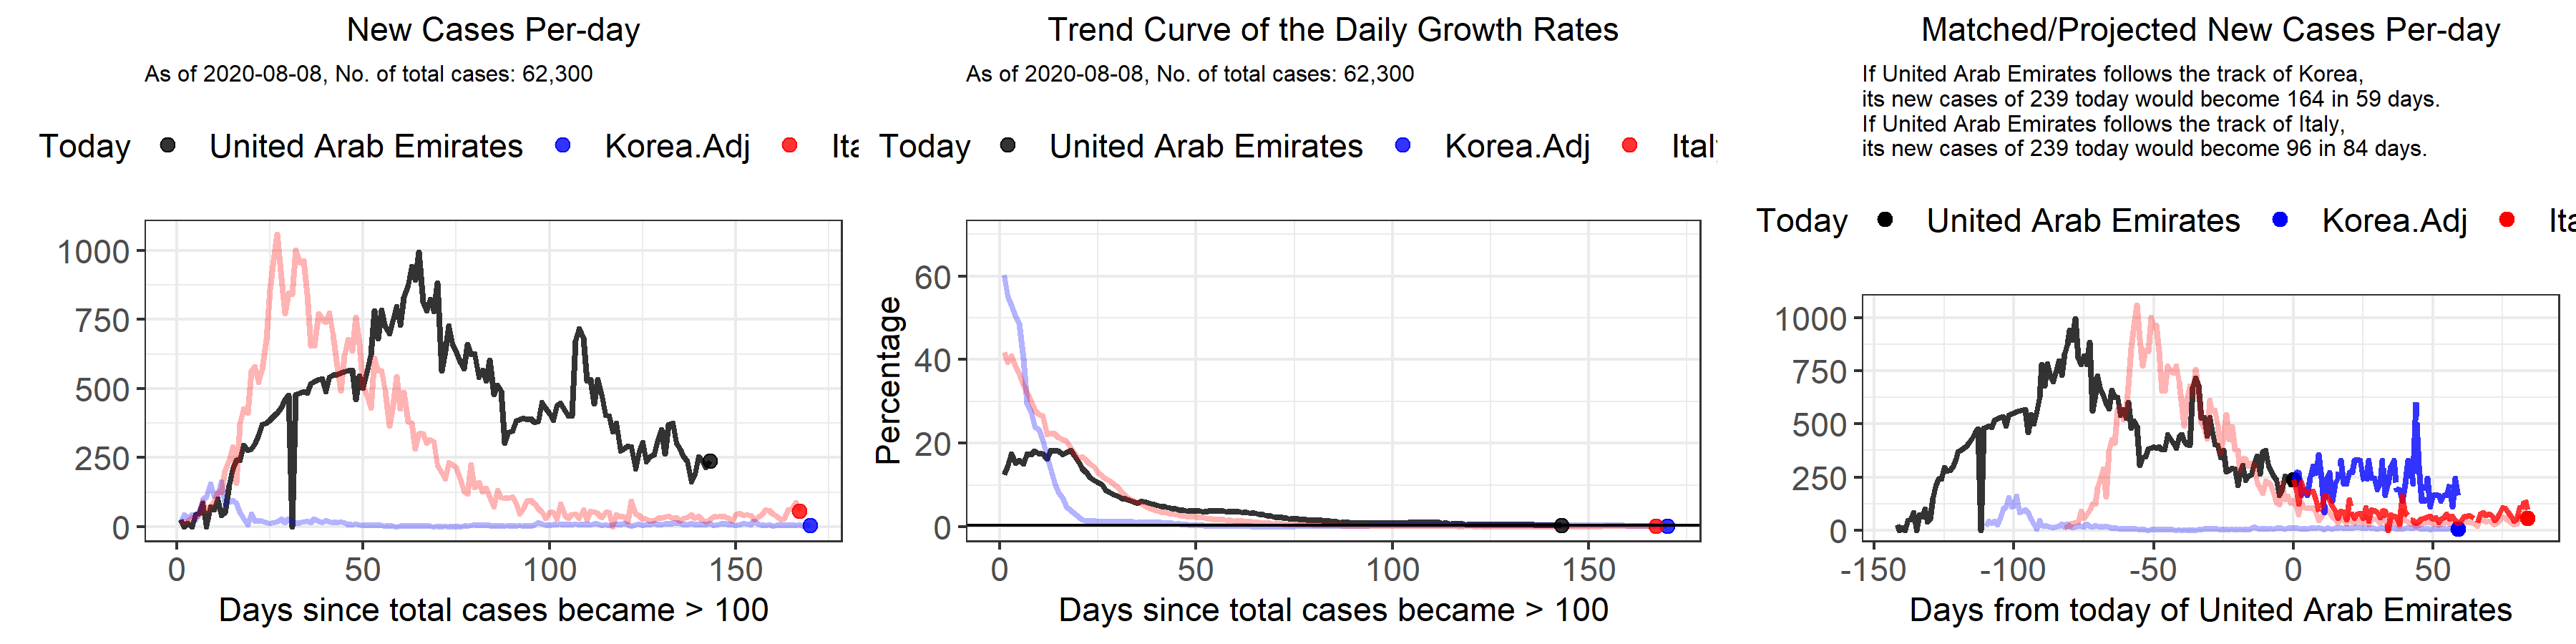 New Cases Per-day
As of 2020-08-08, No. of total cases: 62,300
Today United Arab Emirates Korea.Adj Ita
1000
750
500
250
0
0 50 100 150
Days since total cases became > 100
Trend Curve of the Daily Growth Rates
As of 2020-08-08, No. of total cases: 62,300
Today United Arab Emirates Korea.Adj Ital
Percentage
60
40
20
0
0 50 100 150
Days since total cases became > 100
Matched/Projected New Cases Per-day
If United Arab Emirates follows the track of Korea,
its new cases of 239 today would become 164 in 59 days.
If United Arab Emirates follows the track of Italy,
its new cases of 239 today would become 96 in 84 days.
Today United Arab Emirates Korea.Adj Ita
1000
750
500
250
0
-150 -100 -50 0 50
Days from today of United Arab Emirates